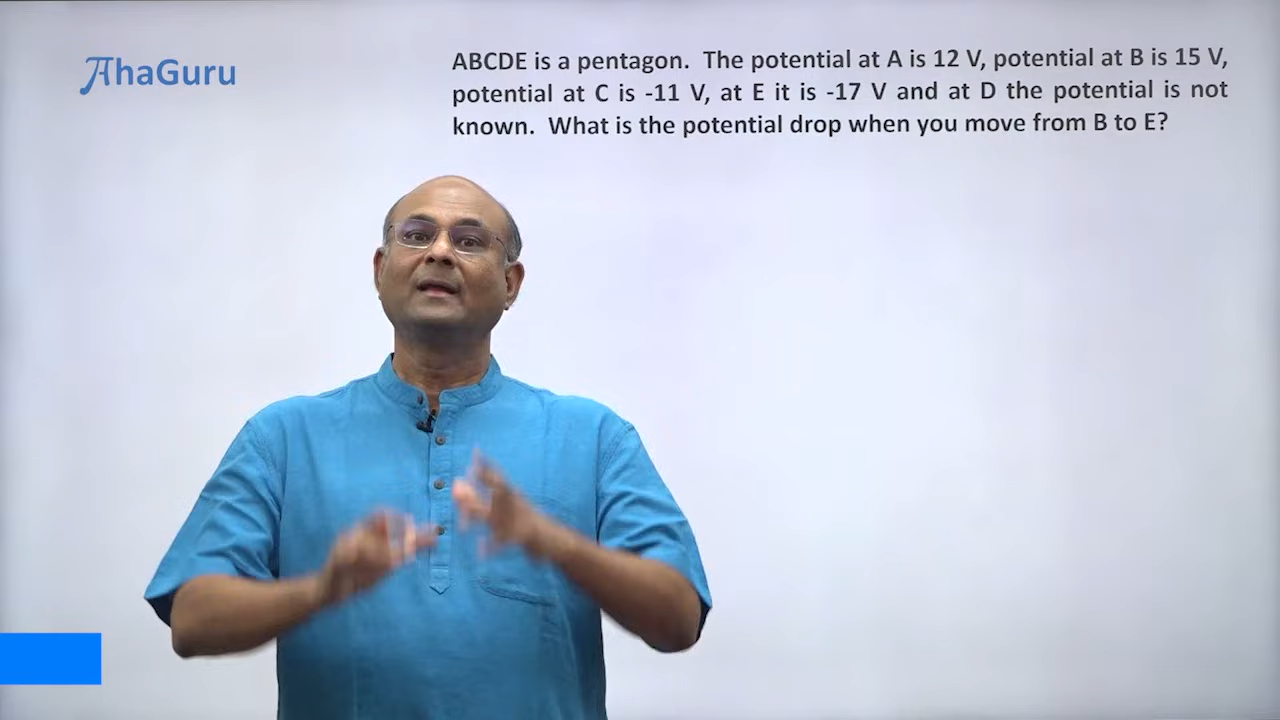 AhaGuru
ABCDE is a pentagon. The potential at A is 12 V, potential at B is 15 V,
potential at C is -11 V, at E it is -17 V and at D the potential is not
known. What is the potential drop when you move from B to E?